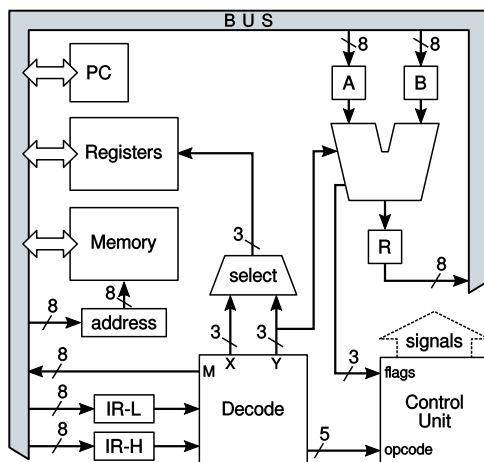 BUS
8
8
PC
A
B
Registers
3
Memory
select
R
8
8
8
address
3
3
signals
8
M
X
Y
3
flags
8
IR-L
Decode
Control
Unit
8
IR-H
5
opcode